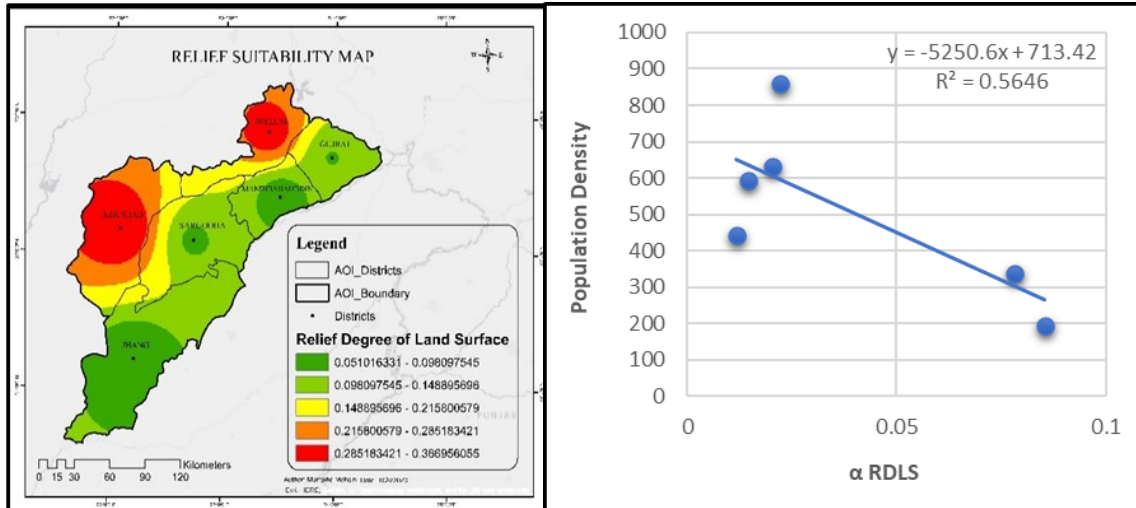 RELIEF SUITABILITY MAP
JHELUM
GUJRAT
MANDI BAHUDIN
KHUSHAB
SARGODHA
JHANG
Legend
AOI_Districts
AOI_Boundary
Districts
Relief Degree of Land Surface
0.051016331 - 0.098097545
0.098097545 - 0.148895696
0.148895696 - 0.215800579
0.215800579 - 0.285183421
0.285183421 - 0.366956055
Kilometers
0 15 30 60 90 120
PUNJAB
y = -5250.6x + 713.42
R² = 0.5646
Population Density
1000
900
800
700
600
500
400
300
200
100
0
0 0.05 0.1
α RDLS